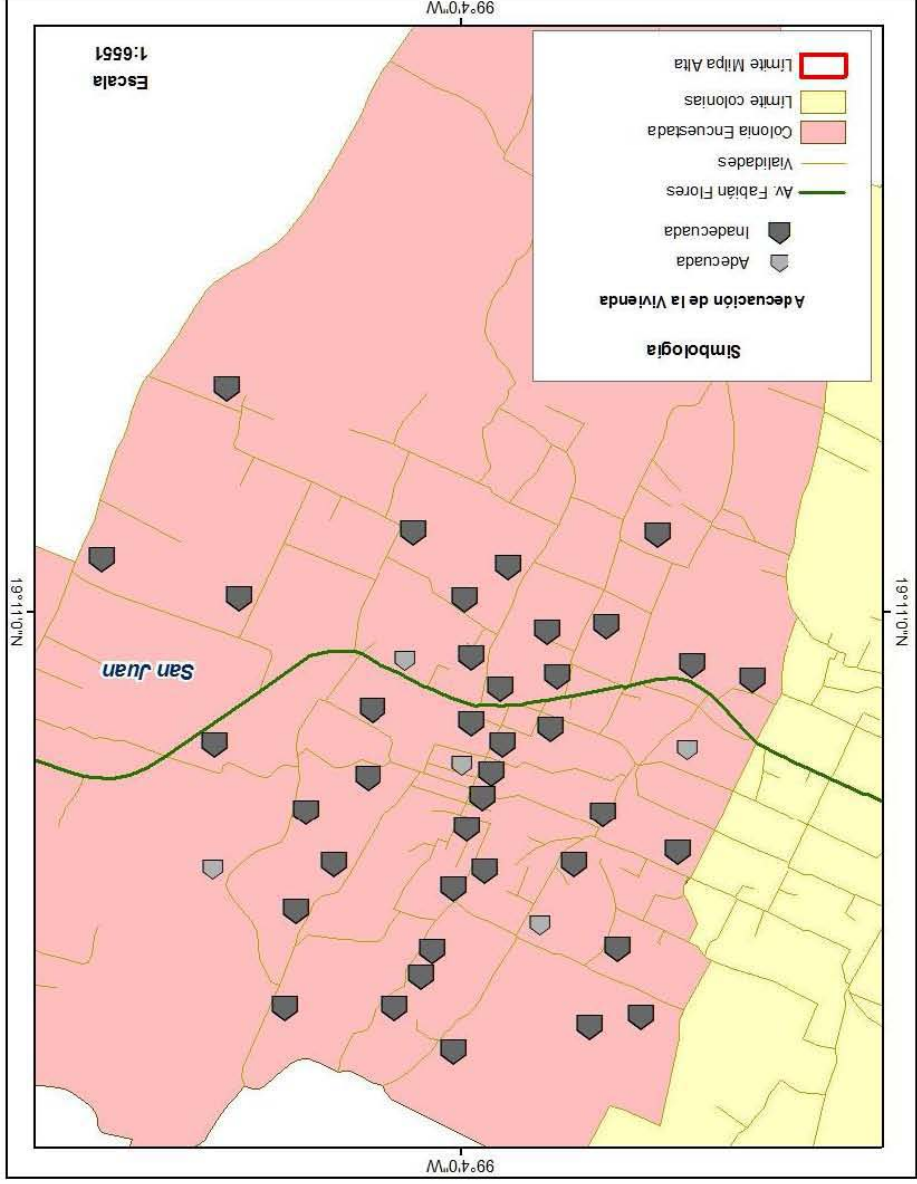 99°4'0"W
19°11'0"N
19°11'0"N
San Juan
Simbología
Adecuación de la Vivienda
Adecuada
Inadecuada
Av. Fabián Flores
Vialidades
Colonia Encuestada
Límite colonias
Límite Milpa Alta
Escala
1:6551
99°4'0"W